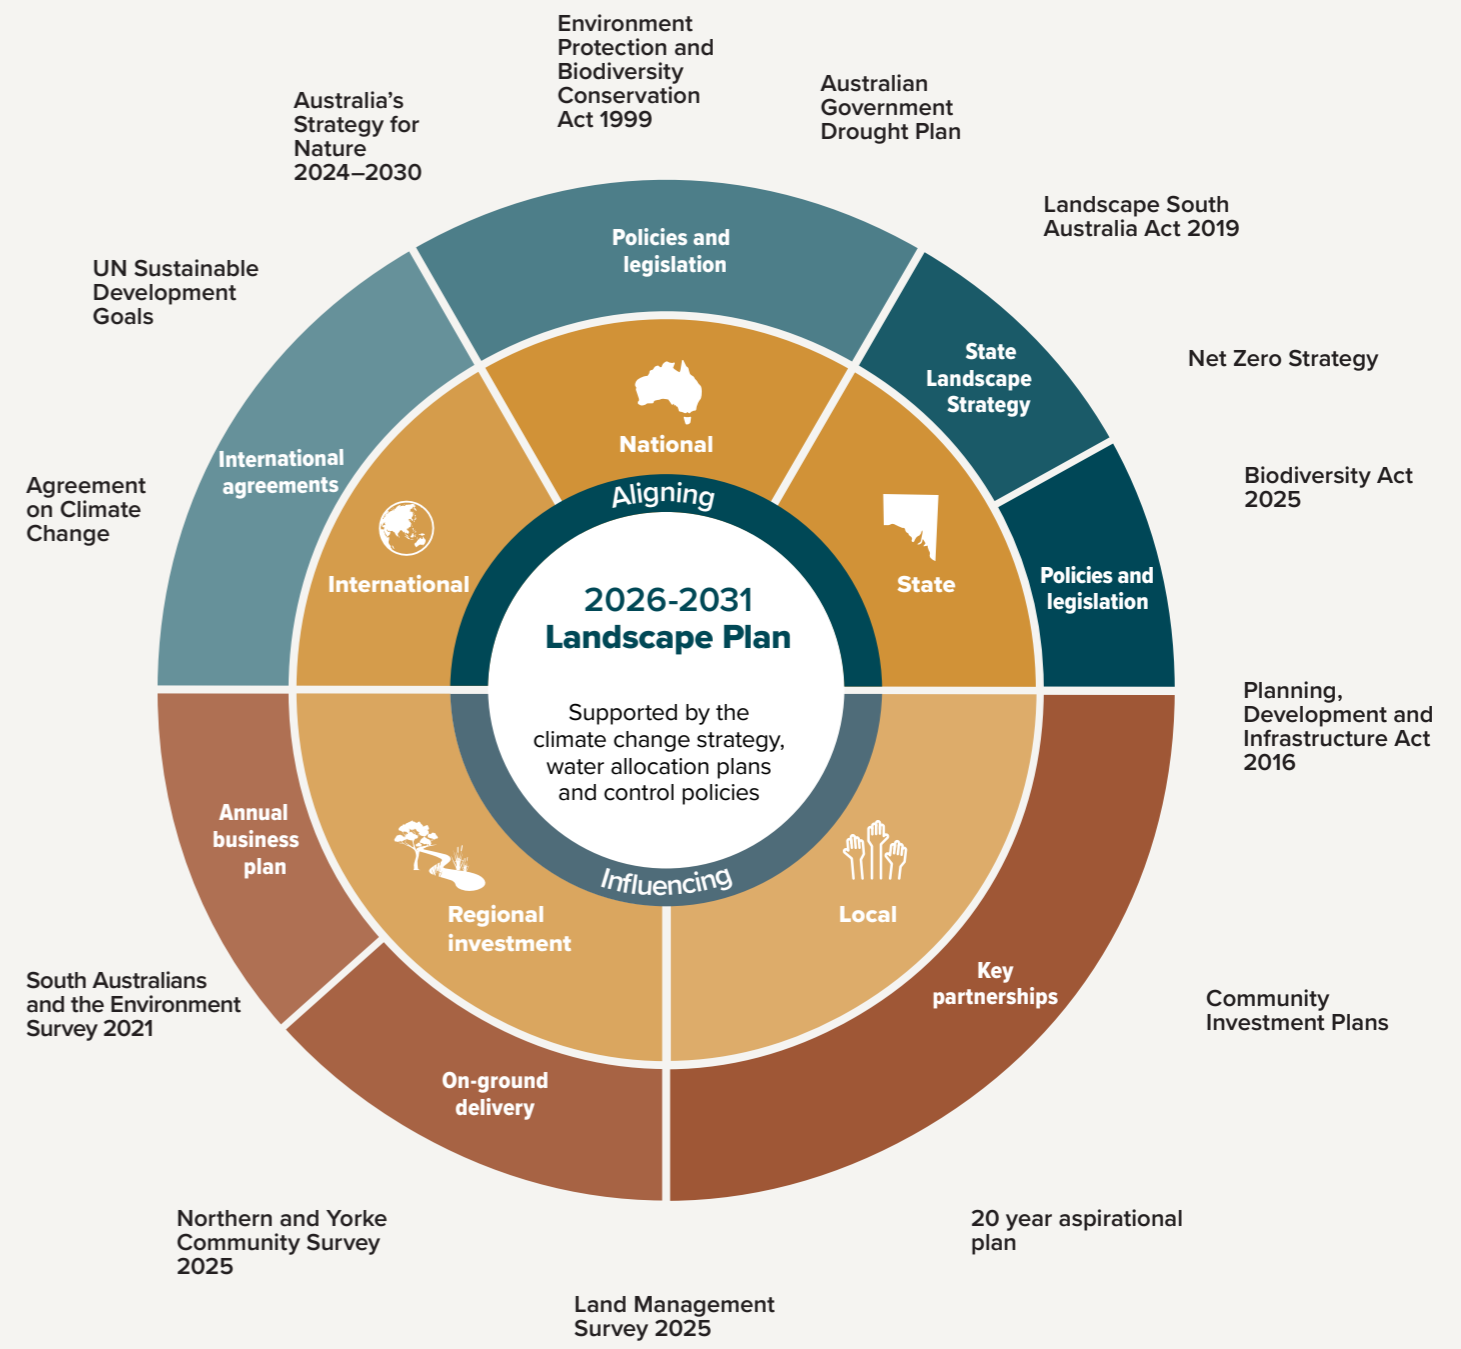 Environment
Protection and
Biodiversity
Conservation
Act 1999
Australian
Government
Drought Plan
Australia's
Strategy for
Nature
2024–2030
Landscape South
Australia Act 2019
UN Sustainable
Development
Goals
Net Zero Strategy
Agreement
on Climate
Change
Biodiversity Act
2025
Policies and
legislation
State
Landscape
Strategy
International
agreements
Policies and
legislation
National
International
State
Aligning
2026-2031
Landscape Plan
Supported by the
climate change strategy,
water allocation plans
and control policies
Influencing
Planning,
Development and
Infrastructure Act
2016
Annual
business
plan
Regional
investment
Local
Key
partnerships
On-ground
delivery
South Australians
and the Environment
Survey 2021
Community
Investment Plans
Northern and Yorke
Community Survey
2025
20 year aspirational
plan
Land Management
Survey 2025